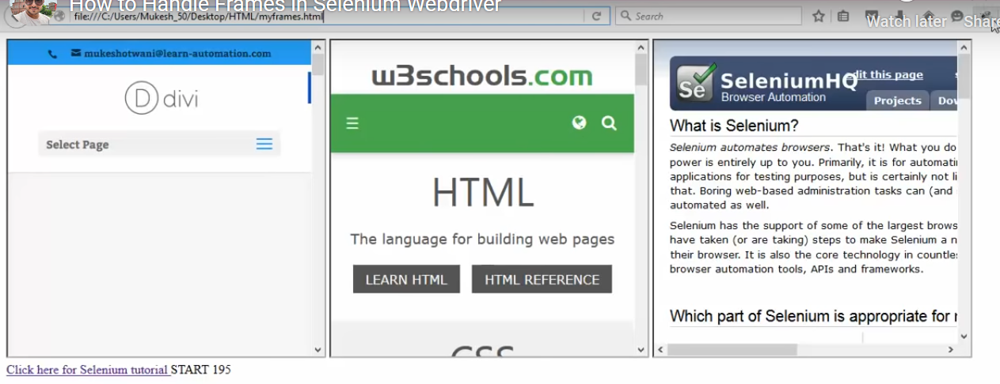 How to Handle Frames in Selenium Webdriver
file:///C:/Users/Mukesh_50/Desktop/HTML/myframes.html
Search
Watch later
Share
mukeshotwani@learn-automation.com
D divi
Select Page
w3schools.com
HTML
The language for building web pages
LEARN HTML
HTML REFERENCE
CSS
Se
SeleniumHQ
Browser Automation
edit this page
Projects
Dow
What is Selenium?
Selenium automates browsers. That's it! What you do
power is entirely up to you. Primarily, it is for automatin
applications for testing purposes, but is certainly not li
that. Boring web-based administration tasks can (and
automated as well.
Selenium has the support of some of the largest brows
have taken (or are taking) steps to make Selenium a n
their browser. It is also the core technology in countles
browser automation tools, APIs and frameworks.
Which part of Selenium is appropriate for
Click here for Selenium tutorial START 195